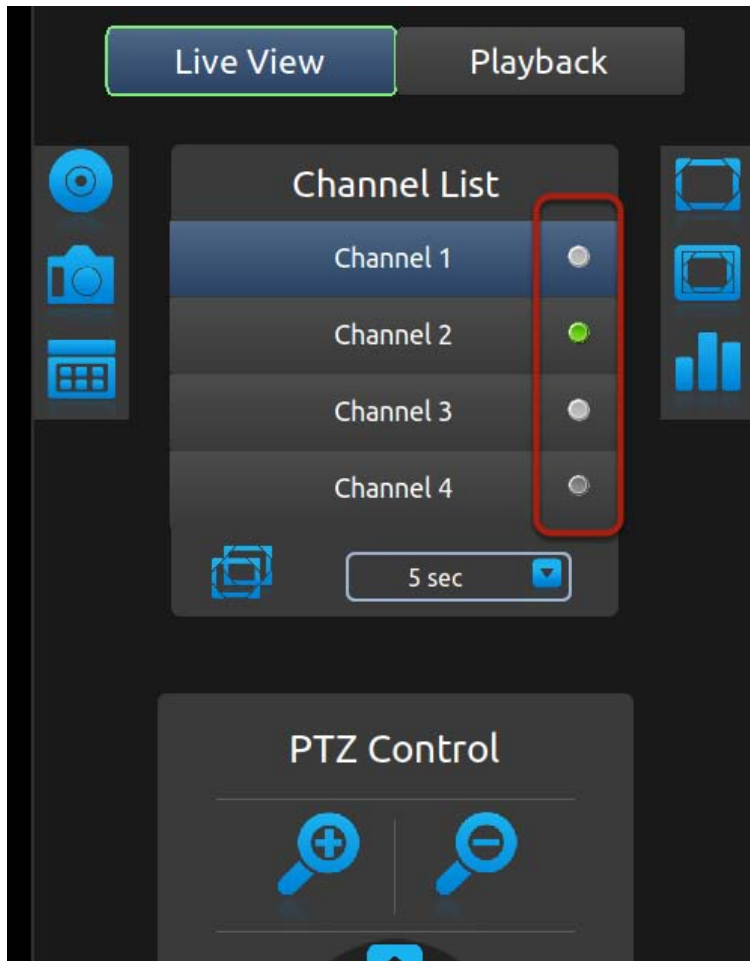 Live View Playback
Channel List
Channel 1
Channel 2
Channel 3
Channel 4
5 sec
PTZ Control